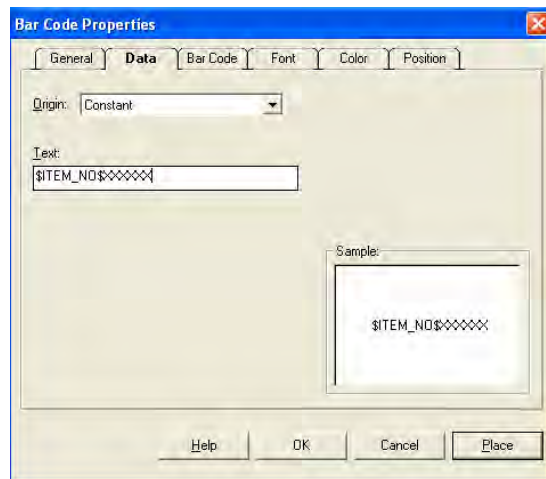 Bar Code Properties
General Data Bar Code Font Color Position
Origin: Constant
Text:
$ITEM_NO$XXXXXX
Sample:
$ITEM_NO$XXXXXX
Help OK Cancel Place